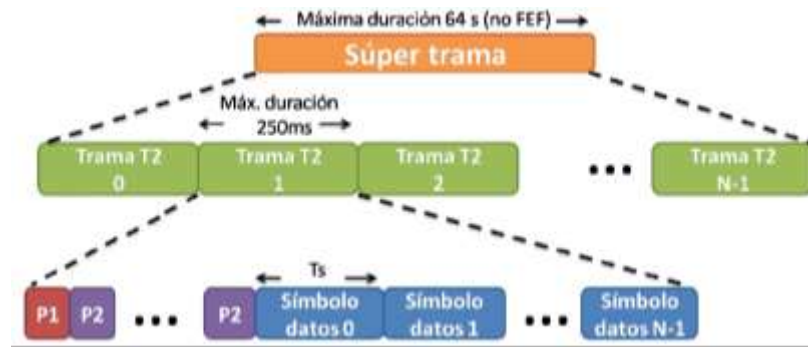 Máxima duración 64 s (no FEF)
Súper trama
Máx. duración
250ms
Trama T2
0
Trama T2
1
Trama T2
2
Trama T2
N-1
Ts
P1
P2
P2
Símbolo
datos 0
Símbolo
datos 1
Símbolo
datos N-1